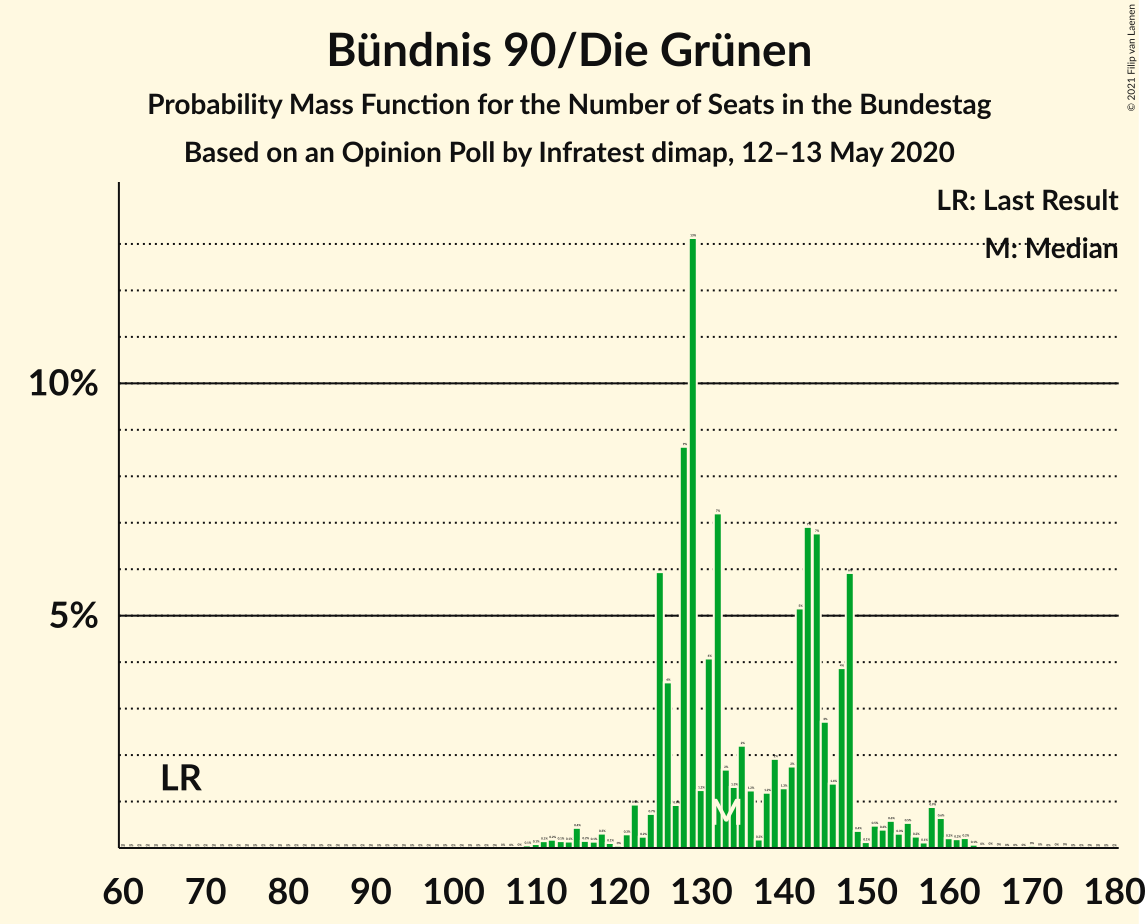 Bündnis 90/Die Grünen
Probability Mass Function for the Number of Seats in the Bundestag
Based on an Opinion Poll by Infratest dimap, 12–13 May 2020
© 2021 Filip van Laenen
LR: Last Result
M: Median
10%
5%
LR
M
60 70 80 90 100 110 120 130 140 150 160 170 180